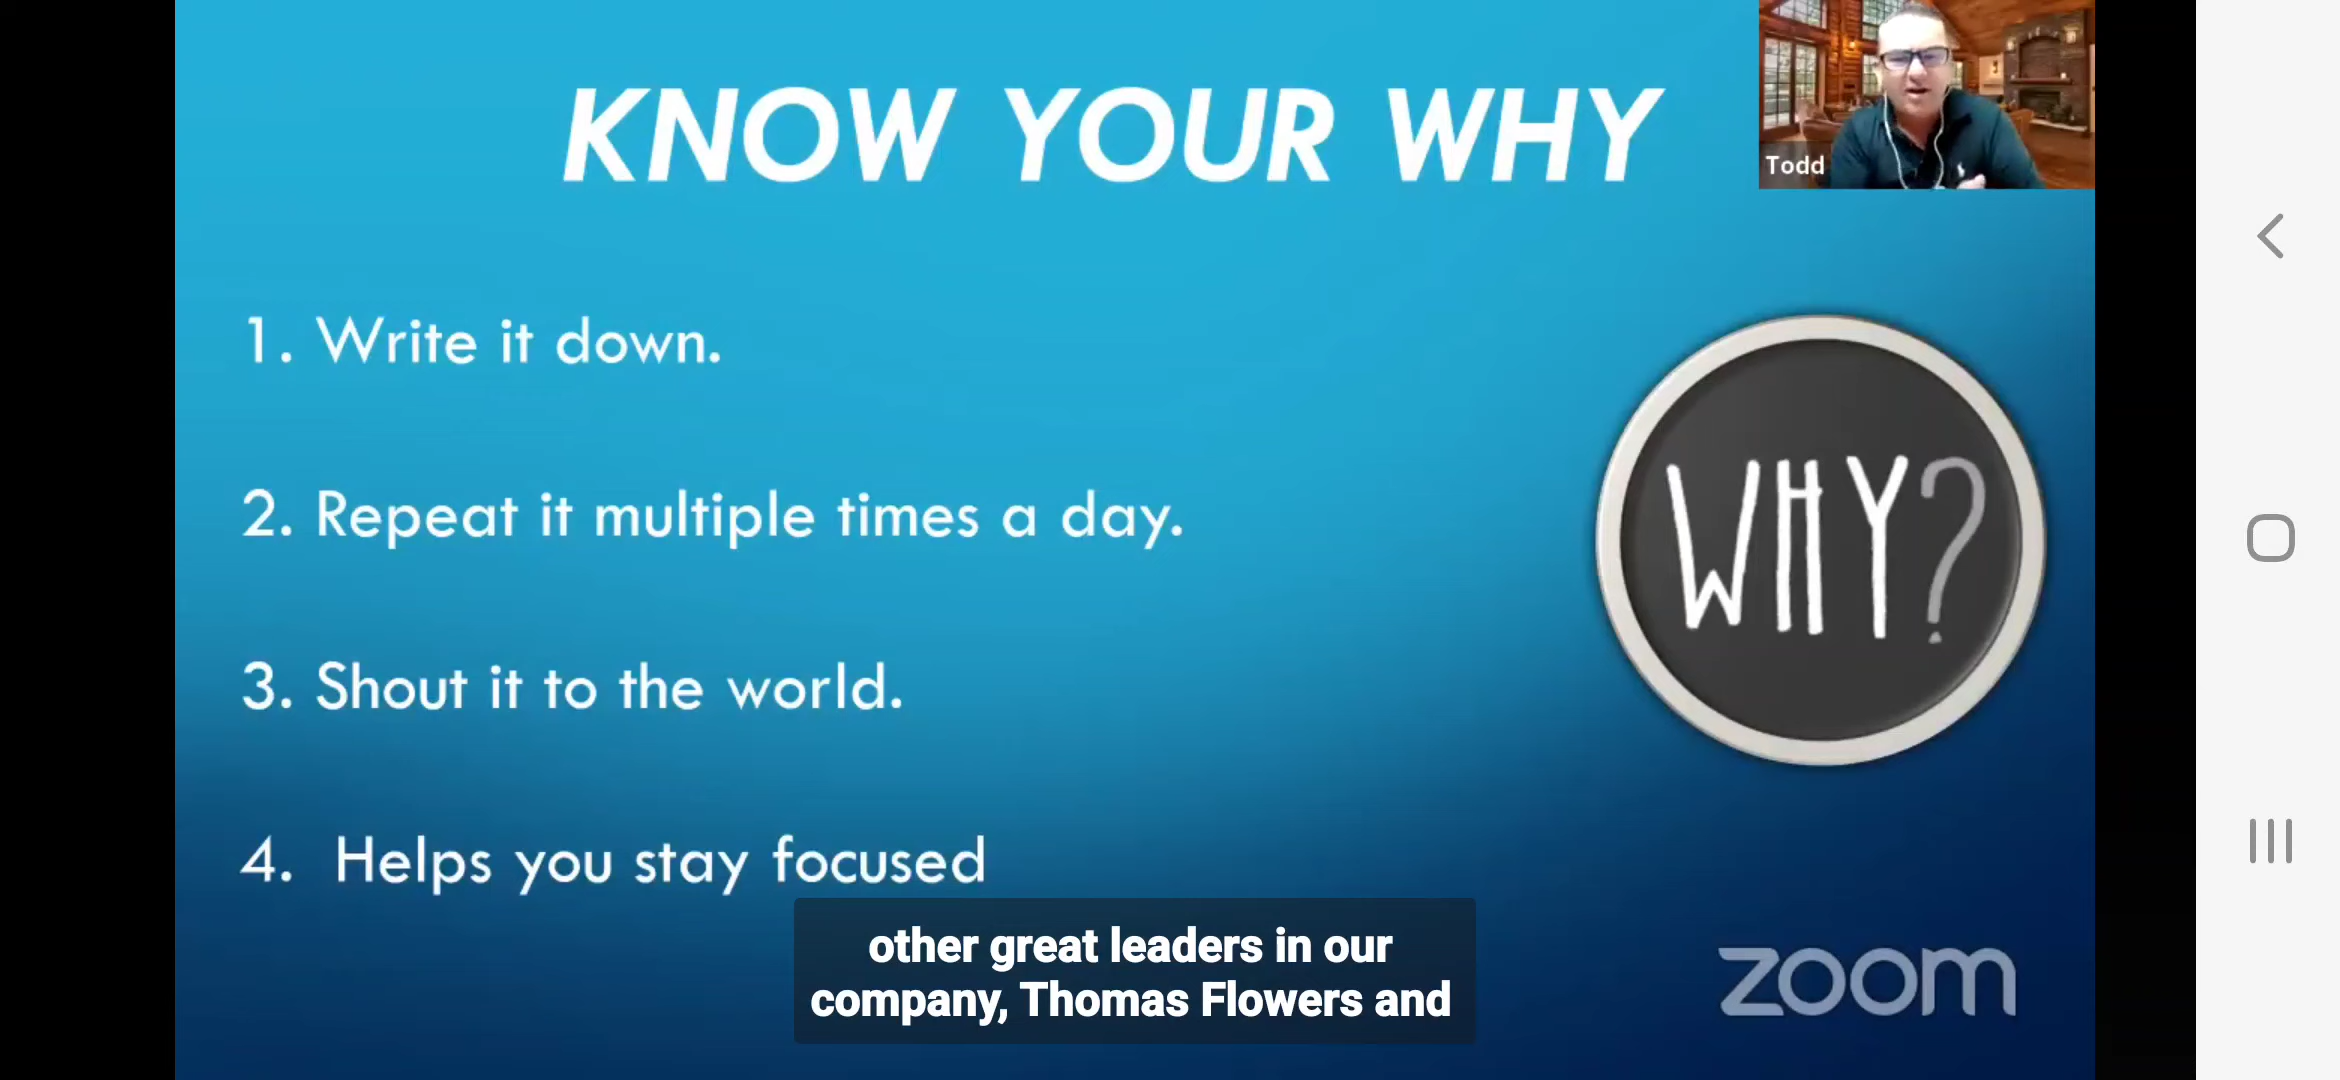 KNOW YOUR WHY
Todd
1. Write it down.
2. Repeat it multiple times a day.
3. Shout it to the world.
4. Helps you stay focused
WHY?
other great leaders in our
company, Thomas Flowers and
zoom